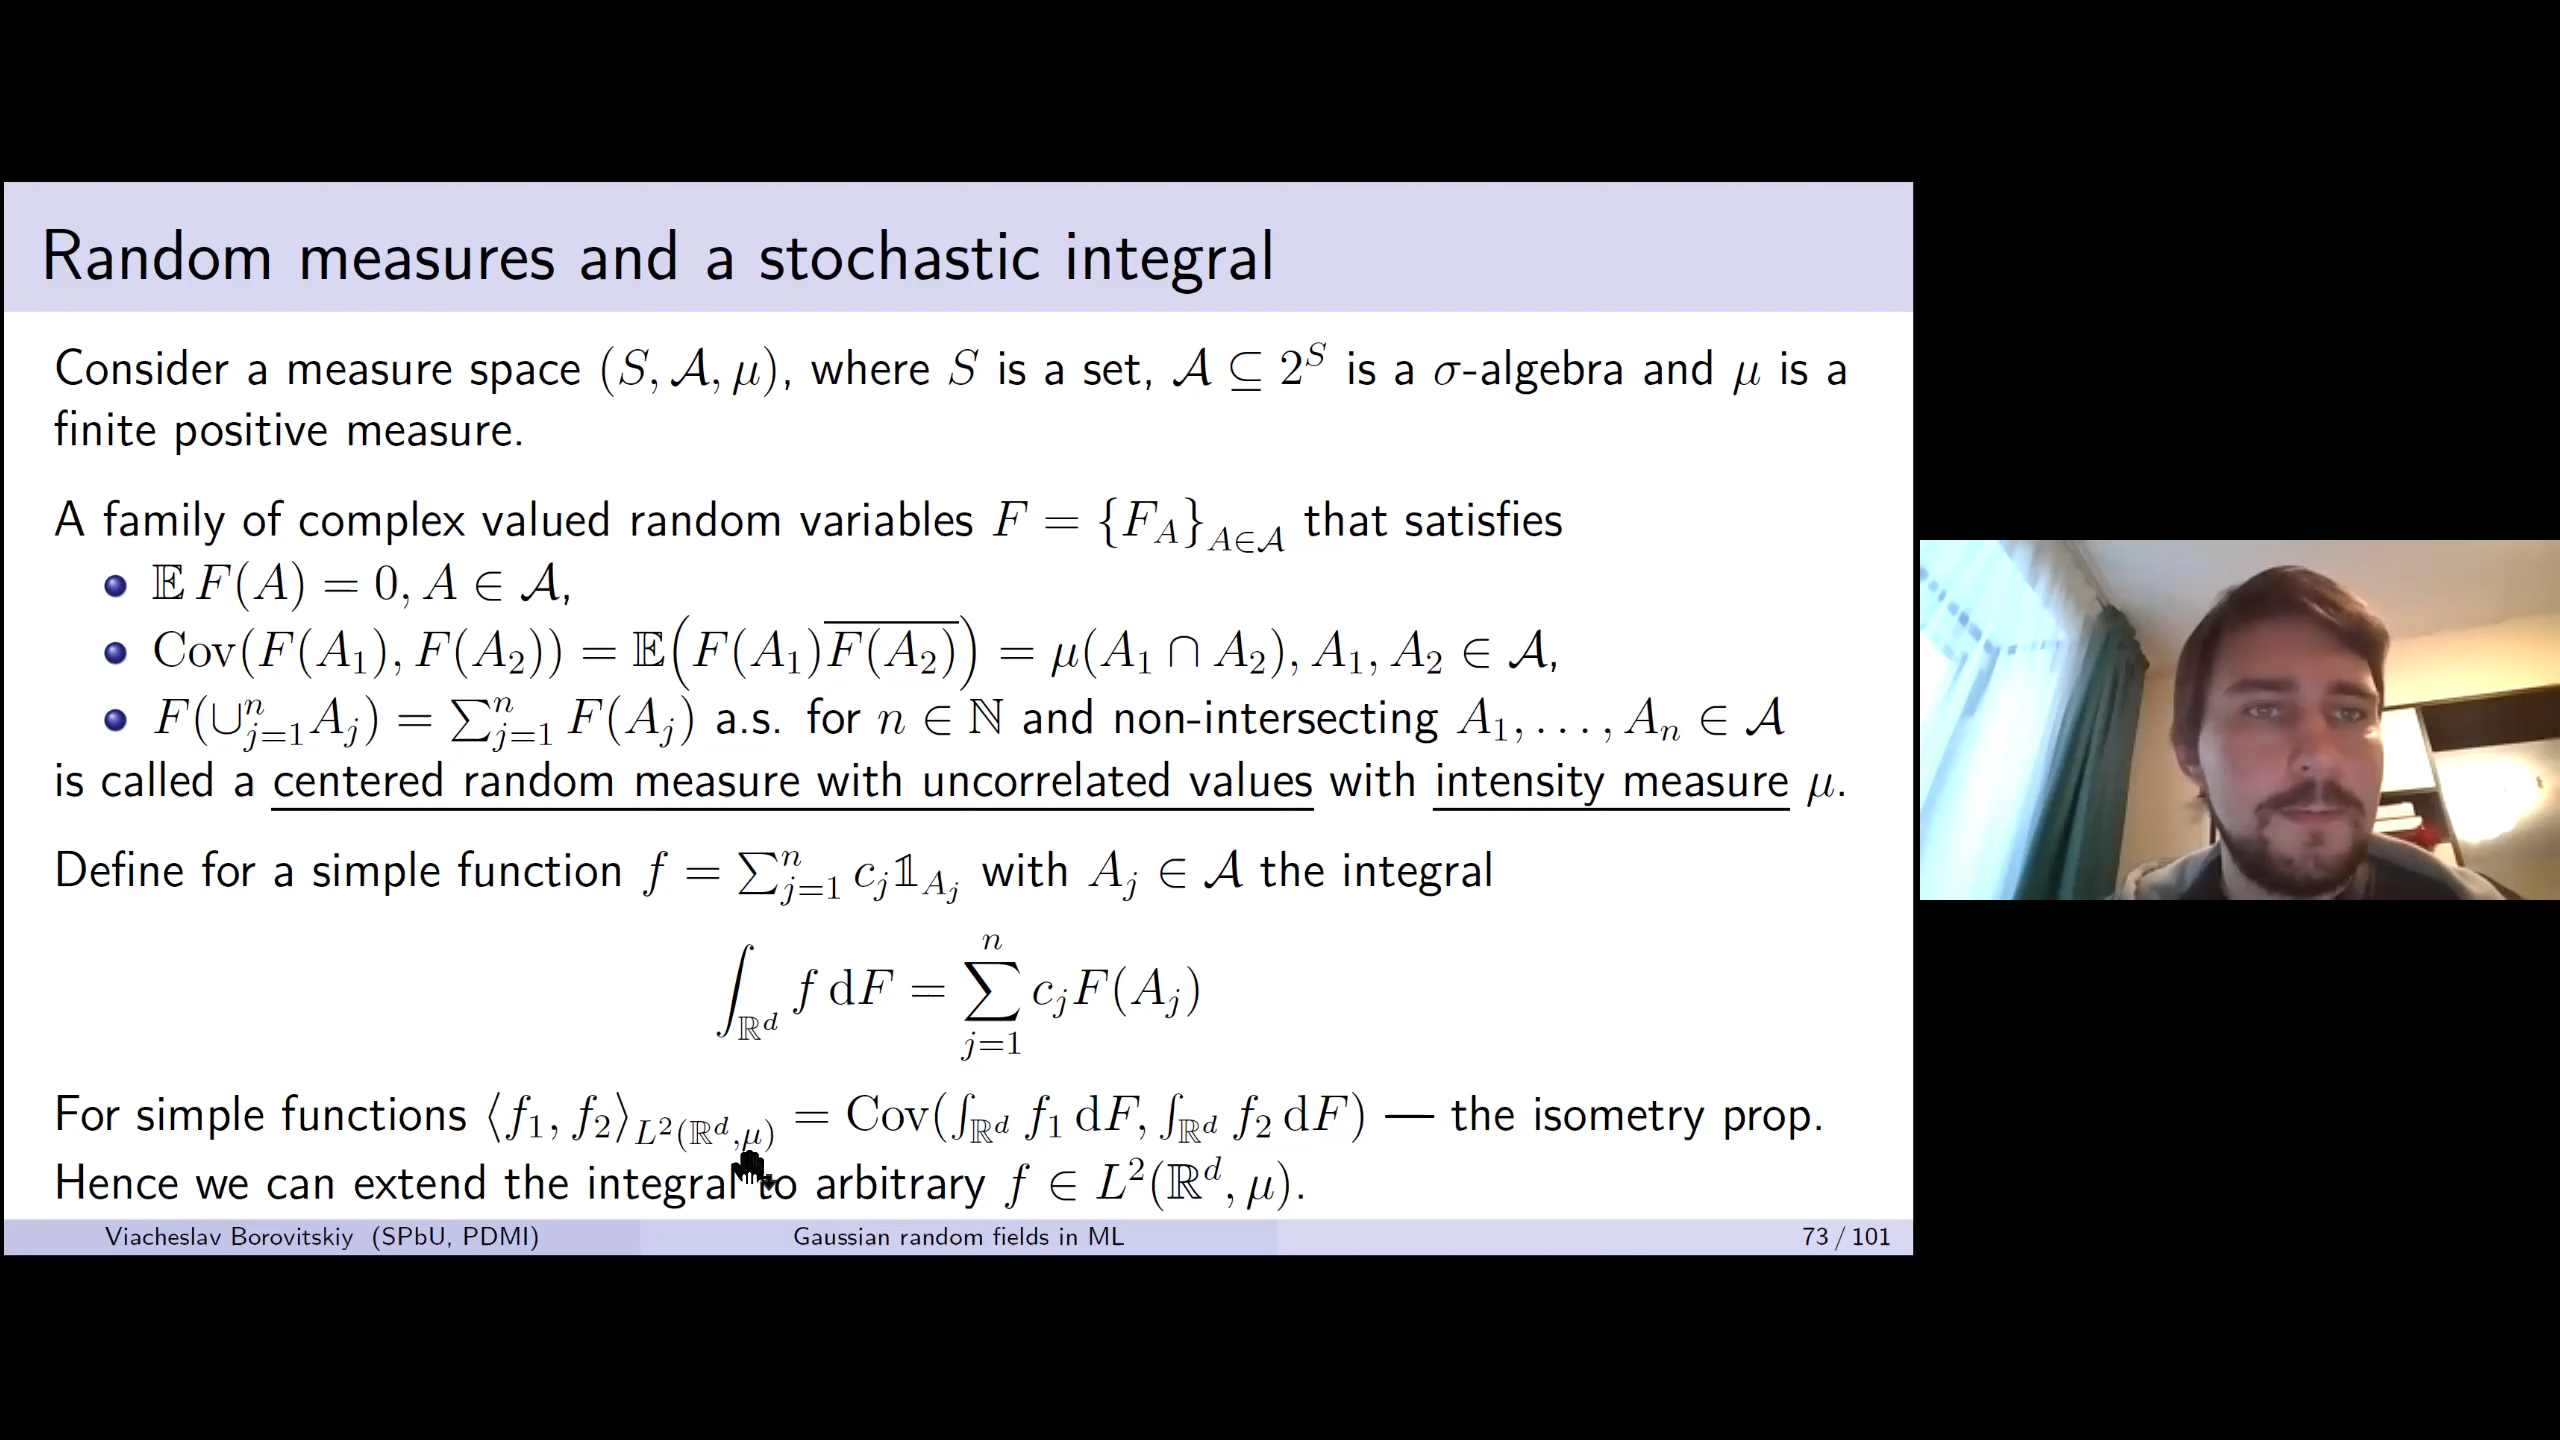 Random measures and a stochastic integral
Consider a measure space (S, 𝒜, μ), where S is a set, 𝒜 ⊆ 2^S is a σ-algebra and μ is a
finite positive measure.
A family of complex valued random variables F = {F_A}_{A∈𝒜} that satisfies
• 𝔼 F(A) = 0, A ∈ 𝒜,
• Cov(F(A_1), F(A_2)) = 𝔼(F(A_1)\overline{F(A_2)}) = μ(A_1 ∩ A_2), A_1, A_2 ∈ 𝒜,
• F(∪_{j=1}^n A_j) = ∑_{j=1}^n F(A_j) a.s. for n ∈ ℕ and non-intersecting A_1, . . . , A_n ∈ 𝒜
is called a centered random measure with uncorrelated values with intensity measure μ.
Define for a simple function f = ∑_{j=1}^n c_j 𝟙_{A_j} with A_j ∈ 𝒜 the integral
∫_{ℝ^d} f dF = ∑_{j=1}^n c_j F(A_j)
For simple functions ⟨f_1, f_2⟩_{L^2(ℝ^d,μ)} = Cov(∫_{ℝ^d} f_1 dF, ∫_{ℝ^d} f_2 dF) — the isometry prop.
Hence we can extend the integral to arbitrary f ∈ L^2(ℝ^d, μ).
Viacheslav Borovitskiy (SPbU, PDMI) Gaussian random fields in ML 73 / 101